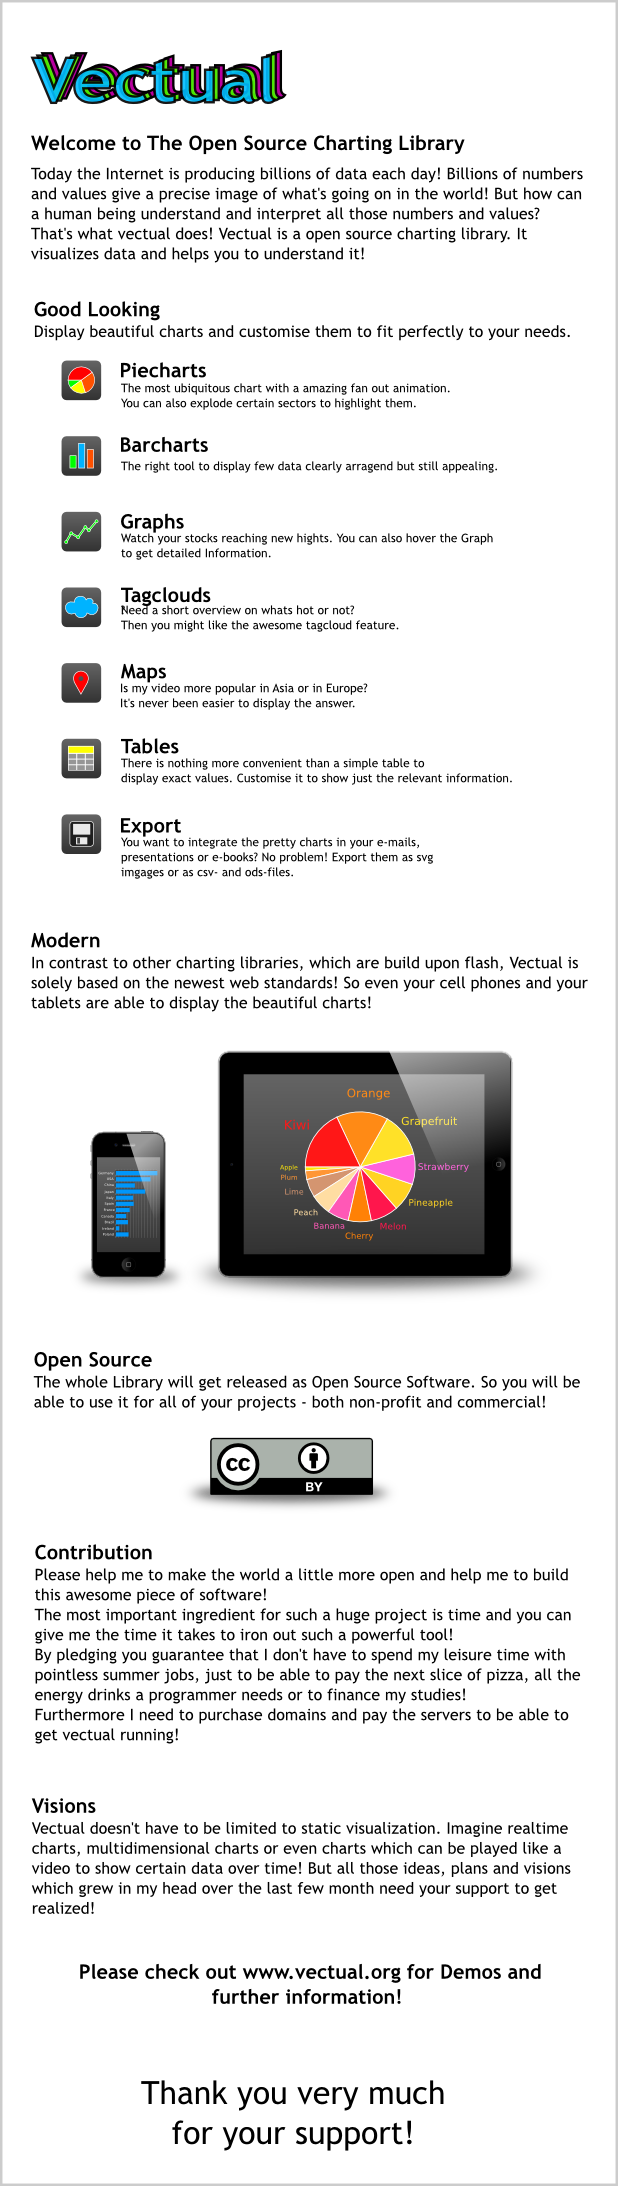 Vectual
Welcome to The Open Source Charting Library
Today the Internet is producing billions of data each day! Billions of numbers
and values give a precise image of what's going on in the world! But how can
a human being understand and interpret all those numbers and values?
That's what vectual does! Vectual is a open source charting library. It
visualizes data and helps you to understand it!
Good Looking
Display beautiful charts and customise them to fit perfectly to your needs.
Piecharts
The most ubiquitous chart with a amazing fan out animation.
You can also explode certain sectors to highlight them.
Barcharts
The right tool to display few data clearly arragend but still appealing.
Graphs
Watch your stocks reaching new hights. You can also hover the Graph
to get detailed Information.
Tagclouds
Need a short overview on whats hot or not?
Then you might like the awesome tagcloud feature.
Maps
Is my video more popular in Asia or in Europe?
It's never been easier to display the answer.
Tables
There is nothing more convenient than a simple table to
display exact values. Customise it to show just the relevant information.
Export
You want to integrate the pretty charts in your e-mails,
presentations or e-books? No problem! Export them as svg
imgages or as csv- and ods-files.
Modern
In contrast to other charting libraries, which are build upon flash, Vectual is
solely based on the newest web standards! So even your cell phones and your
tablets are able to display the beautiful charts!
Germany
USA
China
Japan
Italy
Spain
France
Canada
Brazil
Ireland
Poland
Orange
Kiwi
Grapefruit
Apple
Strawberry
Plum
Lime
Pineapple
Peach
Banana
Melon
Cherry
Open Source
The whole Library will get released as Open Source Software. So you will be
able to use it for all of your projects - both non-profit and commercial!
cc
BY
Contribution
Please help me to make the world a little more open and help me to build
this awesome piece of software!
The most important ingredient for such a huge project is time and you can
give me the time it takes to iron out such a powerful tool!
By pledging you guarantee that I don't have to spend my leisure time with
pointless summer jobs, just to be able to pay the next slice of pizza, all the
energy drinks a programmer needs or to finance my studies!
Furthermore I need to purchase domains and pay the servers to be able to
get vectual running!
Visions
Vectual doesn't have to be limited to static visualization. Imagine realtime
charts, multidimensional charts or even charts which can be played like a
video to show certain data over time! But all those ideas, plans and visions
which grew in my head over the last few month need your support to get
realized!
Please check out www.vectual.org for Demos and
further information!
Thank you very much
for your support!